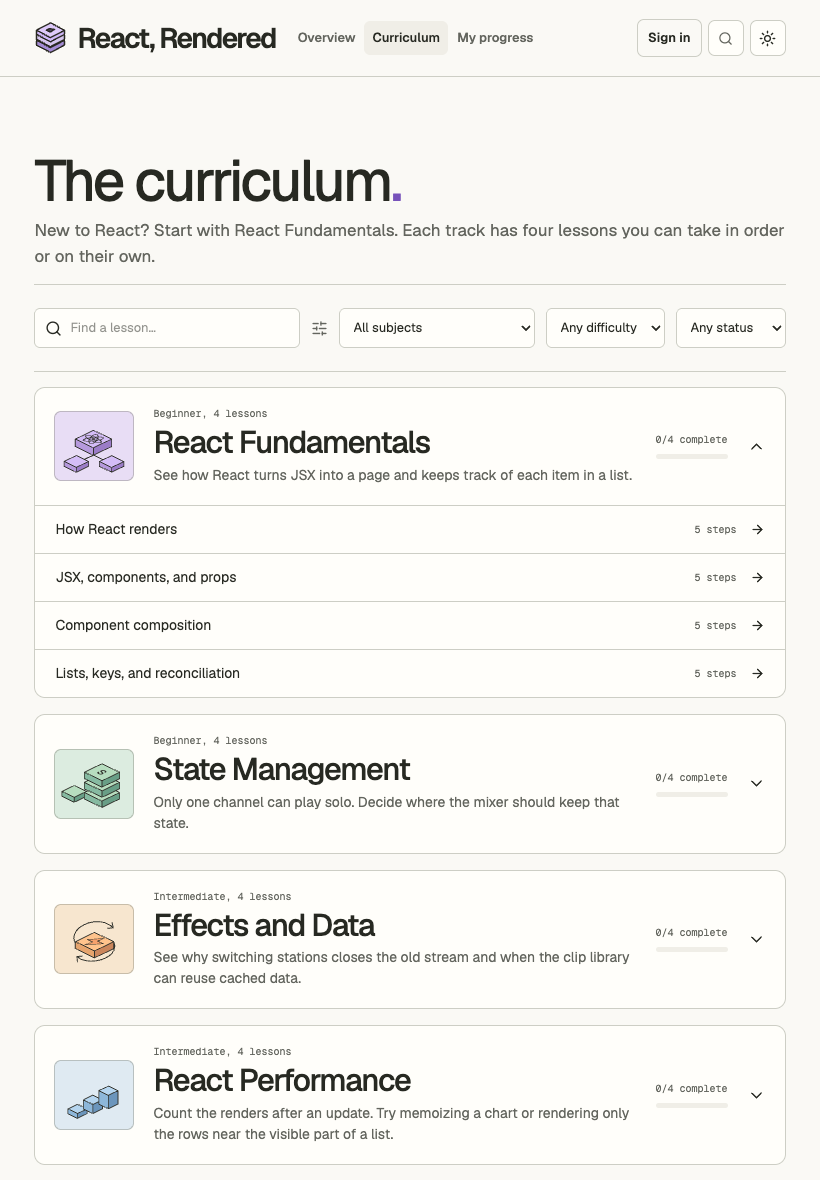 React, Rendered
Overview
Curriculum
My progress
Sign in
The curriculum.
New to React? Start with React Fundamentals. Each track has four lessons you can take in order
or on their own.
Find a lesson…
All subjects
Any difficulty
Any status
Beginner, 4 lessons
React Fundamentals
See how React turns JSX into a page and keeps track of each item in a list.
0/4 complete
How React renders
5 steps
JSX, components, and props
5 steps
Component composition
5 steps
Lists, keys, and reconciliation
5 steps
Beginner, 4 lessons
State Management
Only one channel can play solo. Decide where the mixer should keep that
state.
0/4 complete
Intermediate, 4 lessons
Effects and Data
See why switching stations closes the old stream and when the clip library
can reuse cached data.
0/4 complete
Intermediate, 4 lessons
React Performance
Count the renders after an update. Try memoizing a chart or rendering only
the rows near the visible part of a list.
0/4 complete